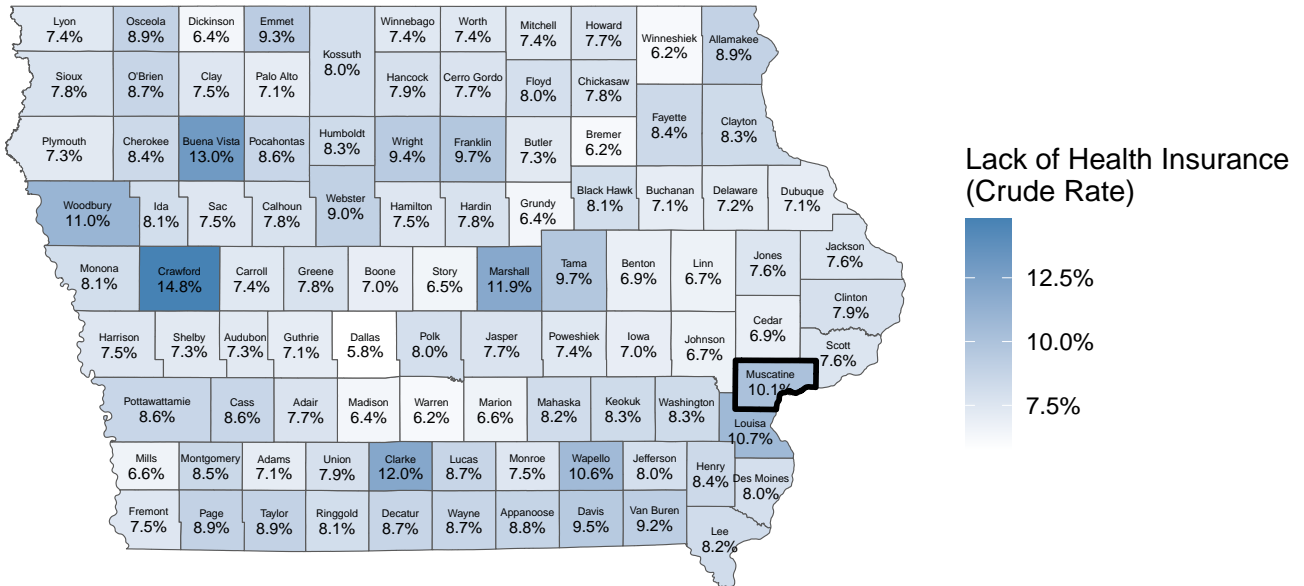 Lyon
7.4%
Osceola
8.9%
Dickinson
6.4%
Emmet
9.3%
Kossuth
8.0%
Winnebago
7.4%
Worth
7.4%
Mitchell
7.4%
Howard
7.7%
Winneshiek
6.2%
Allamakee
8.9%
Sioux
7.8%
O'Brien
8.7%
Clay
7.5%
Palo Alto
7.1%
Hancock
7.9%
Cerro Gordo
7.7%
Floyd
8.0%
Chickasaw
7.8%
Fayette
8.4%
Clayton
8.3%
Plymouth
7.3%
Cherokee
8.4%
Buena Vista
13.0%
Pocahontas
8.6%
Humboldt
8.3%
Wright
9.4%
Franklin
9.7%
Butler
7.3%
Bremer
6.2%
Woodbury
11.0%
Ida
8.1%
Sac
7.5%
Calhoun
7.8%
Webster
9.0%
Hamilton
7.5%
Hardin
7.8%
Grundy
6.4%
Black Hawk
8.1%
Buchanan
7.1%
Delaware
7.2%
Dubuque
7.1%
Monona
8.1%
Crawford
14.8%
Carroll
7.4%
Greene
7.8%
Boone
7.0%
Story
6.5%
Marshall
11.9%
Tama
9.7%
Benton
6.9%
Linn
6.7%
Jones
7.6%
Jackson
7.6%
Clinton
7.9%
Harrison
7.5%
Shelby
7.3%
Audubon
7.3%
Guthrie
7.1%
Dallas
5.8%
Polk
8.0%
Jasper
7.7%
Poweshiek
7.4%
Iowa
7.0%
Johnson
6.7%
Cedar
6.9%
Scott
7.6%
Muscatine
10.1%
Pottawattamie
8.6%
Cass
8.6%
Adair
7.7%
Madison
6.4%
Warren
6.2%
Marion
6.6%
Mahaska
8.2%
Keokuk
8.3%
Washington
8.3%
Louisa
10.7%
Mills
6.6%
Montgomery
8.5%
Adams
7.1%
Union
7.9%
Clarke
12.0%
Lucas
8.7%
Monroe
7.5%
Wapello
10.6%
Jefferson
8.0%
Henry
8.4%
Des Moines
8.0%
Fremont
7.5%
Page
8.9%
Taylor
8.9%
Ringgold
8.1%
Decatur
8.7%
Wayne
8.7%
Appanoose
8.8%
Davis
9.5%
Van Buren
9.2%
Lee
8.2%
Lack of Health Insurance
(Crude Rate)
12.5%
10.0%
7.5%